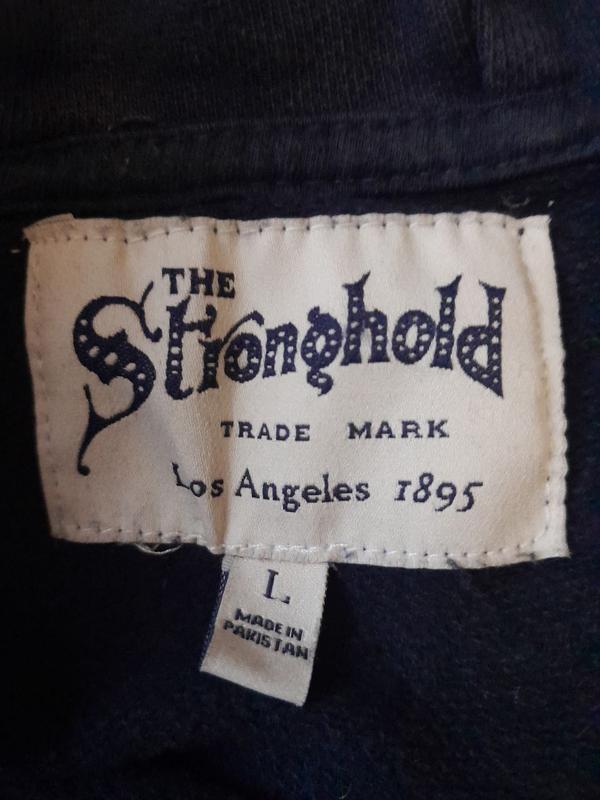 THE
Stronghold
TRADE MARK
Los Angeles 1895
L
MADE IN
PAKISTAN